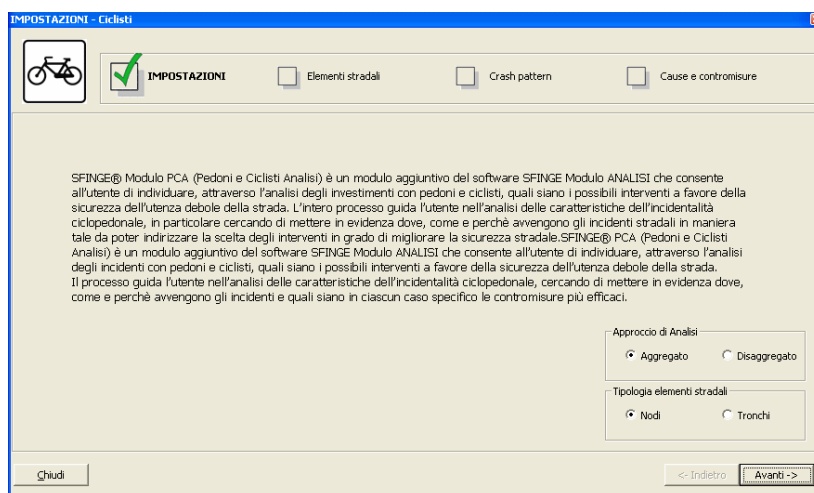 IMPOSTAZIONI - Ciclisti
IMPOSTAZIONI
Elementi stradali
Crash pattern
Cause e contromisure
SFINGE® Modulo PCA (Pedoni e Ciclisti Analisi) è un modulo aggiuntivo del software SFINGE Modulo ANALISI che consente
all'utente di individuare, attraverso l'analisi degli investimenti con pedoni e ciclisti, quali siano i possibili interventi a favore della
sicurezza dell'utenza debole della strada. L'intero processo guida l'utente nell'analisi delle caratteristiche dell'incidentalità
ciclopedonale, in particolare cercando di mettere in evidenza dove, come e perchè avvengono gli incidenti stradali in maniera
tale da poter indirizzare la scelta degli interventi in grado di migliorare la sicurezza stradale.SFINGE® PCA (Pedoni e Ciclisti
Analisi) è un modulo aggiuntivo del software SFINGE Modulo ANALISI che consente all'utente di individuare, attraverso l'analisi
degli incidenti con pedoni e ciclisti, quali siano i possibili interventi a favore della sicurezza dell'utenza debole della strada.
Il processo guida l'utente nell'analisi delle caratteristiche dell'incidentalità ciclopedonale, cercando di mettere in evidenza dove,
come e perchè avvengono gli incidenti e quali siano in ciascun caso specifico le contromisure più efficaci.
Approccio di Analisi
Aggregato
Disaggregato
Tipologia elementi stradali
Nodi
Tronchi
Chiudi
<- Indietro
Avanti ->